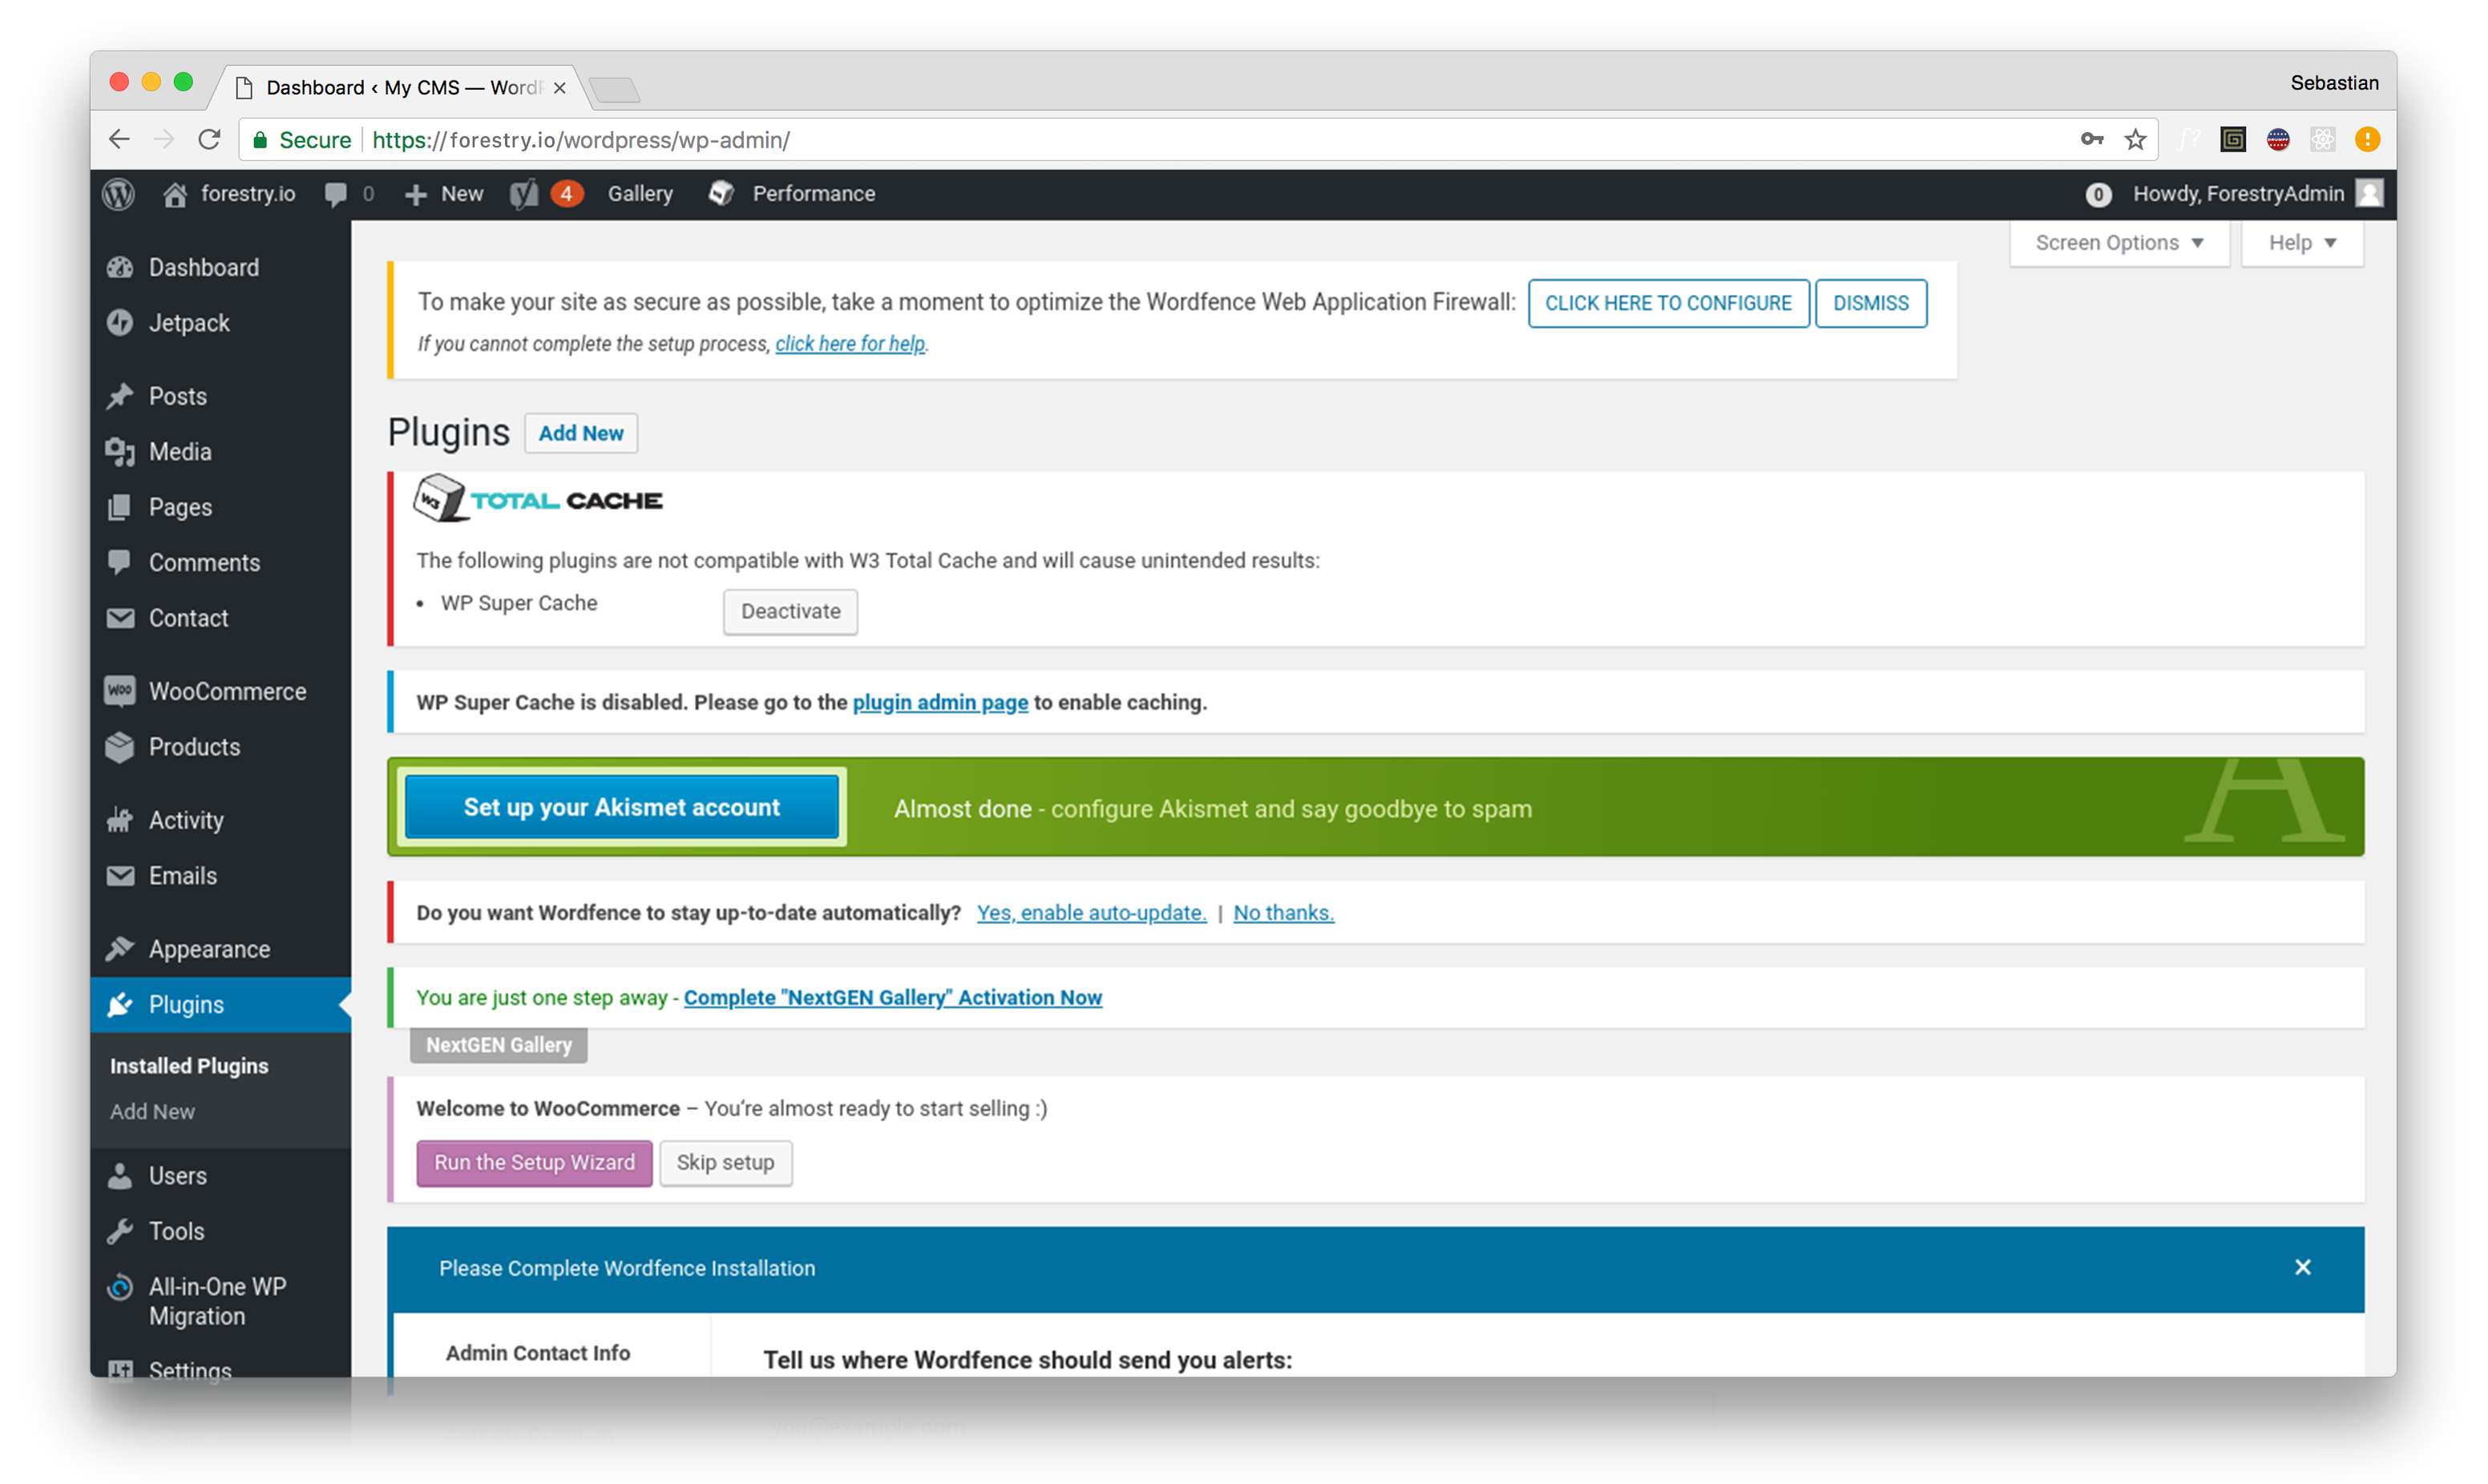 Dashboard ‹ My CMS — WordP
Sebastian
Secure
https://forestry.io/wordpress/wp-admin/
forestry.io
0
New
4
Gallery
Performance
0
Howdy, ForestryAdmin
Screen Options
Help
Dashboard
Jetpack
Posts
Media
Pages
Comments
Contact
WooCommerce
Products
Activity
Emails
Appearance
Plugins
Installed Plugins
Add New
Users
Tools
All-in-One WP
Migration
Settings
To make your site as secure as possible, take a moment to optimize the Wordfence Web Application Firewall: CLICK HERE TO CONFIGURE DISMISS
If you cannot complete the setup process, click here for help.
Plugins Add New
W3 TOTAL CACHE
The following plugins are not compatible with W3 Total Cache and will cause unintended results:
• WP Super Cache Deactivate
WP Super Cache is disabled. Please go to the plugin admin page to enable caching.
Set up your Akismet account
Almost done - configure Akismet and say goodbye to spam
A
Do you want Wordfence to stay up-to-date automatically? Yes, enable auto-update. | No thanks.
You are just one step away - Complete "NextGEN Gallery" Activation Now
NextGEN Gallery
Welcome to WooCommerce – You're almost ready to start selling :)
Run the Setup Wizard Skip setup
Please Complete Wordfence Installation
Admin Contact Info
Tell us where Wordfence should send you alerts:
you@example.com